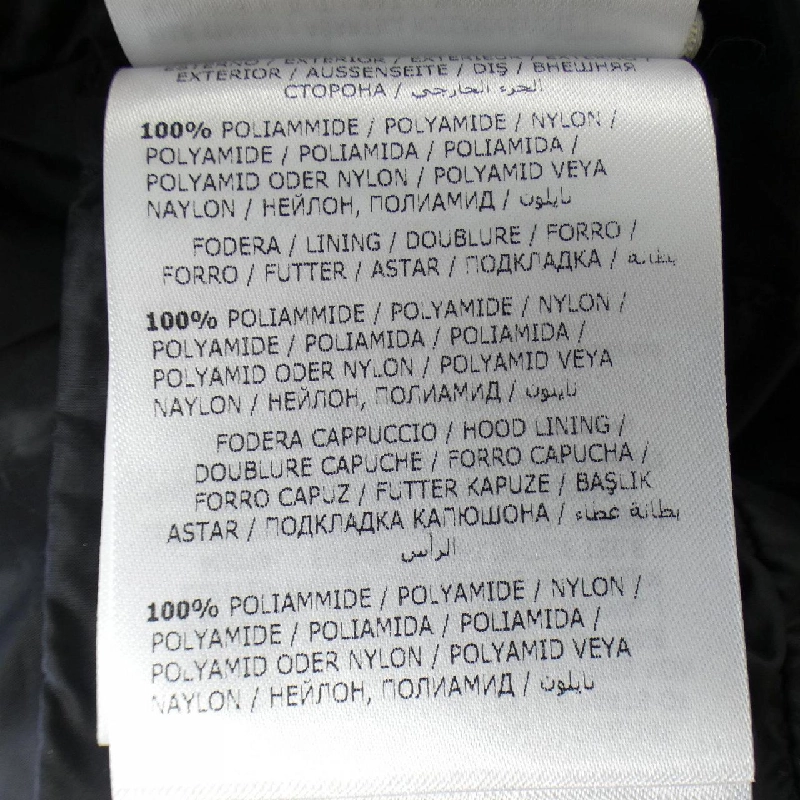 ESTERNO / EXTERIOR / EXTÉRIEUR /
EXTERIOR / AUSSENSEITE / DIŞ / ВНЕШНЯЯ
СТОРОНА / الجزء الخارجي
100% POLIAMMIDE / POLYAMIDE / NYLON /
POLYAMIDE / POLIAMIDA / POLIAMIDA /
POLYAMID ODER NYLON / POLYAMID VEYA
NAYLON / НЕЙЛОН, ПОЛИАМИД / نايلون
FODERA / LINING / DOUBLURE / FORRO /
FORRO / FUTTER / ASTAR / ПОДКЛАДКА / بطانة
100% POLIAMMIDE / POLYAMIDE / NYLON /
POLYAMIDE / POLIAMIDA / POLIAMIDA /
POLYAMID ODER NYLON / POLYAMID VEYA
NAYLON / НЕЙЛОН, ПОЛИАМИД / نايلون
FODERA CAPPUCCIO / HOOD LINING /
DOUBLURE CAPUCHE / FORRO CAPUCHA /
FORRO CAPUZ / FUTTER KAPUZE / BAŞLIK
ASTAR / ПОДКЛАДКА КАПЮШОНА / بطانة غطاء
الرأس
100% POLIAMMIDE / POLYAMIDE / NYLON /
POLYAMIDE / POLIAMIDA / POLIAMIDA /
POLYAMID ODER NYLON / POLYAMID VEYA
NAYLON / НЕЙЛОН, ПОЛИАМИД / نايلون